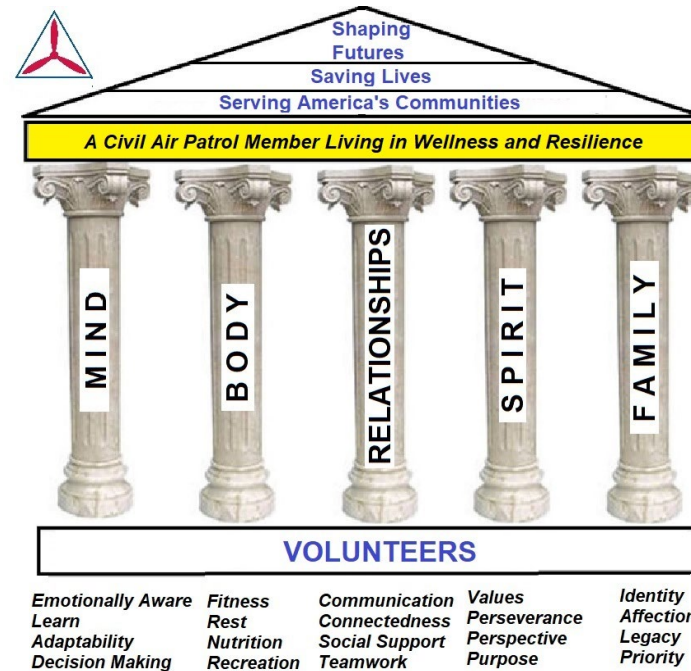 Shaping
Futures
Saving Lives
Serving America's Communities
A Civil Air Patrol Member Living in Wellness and Resilience
MIND
BODY
RELATIONSHIPS
SPIRIT
FAMILY
VOLUNTEERS
Emotionally Aware
Learn
Adaptability
Decision Making
Fitness
Rest
Nutrition
Recreation
Communication
Connectedness
Social Support
Teamwork
Values
Perseverance
Perspective
Purpose
Identity
Affection
Legacy
Priority